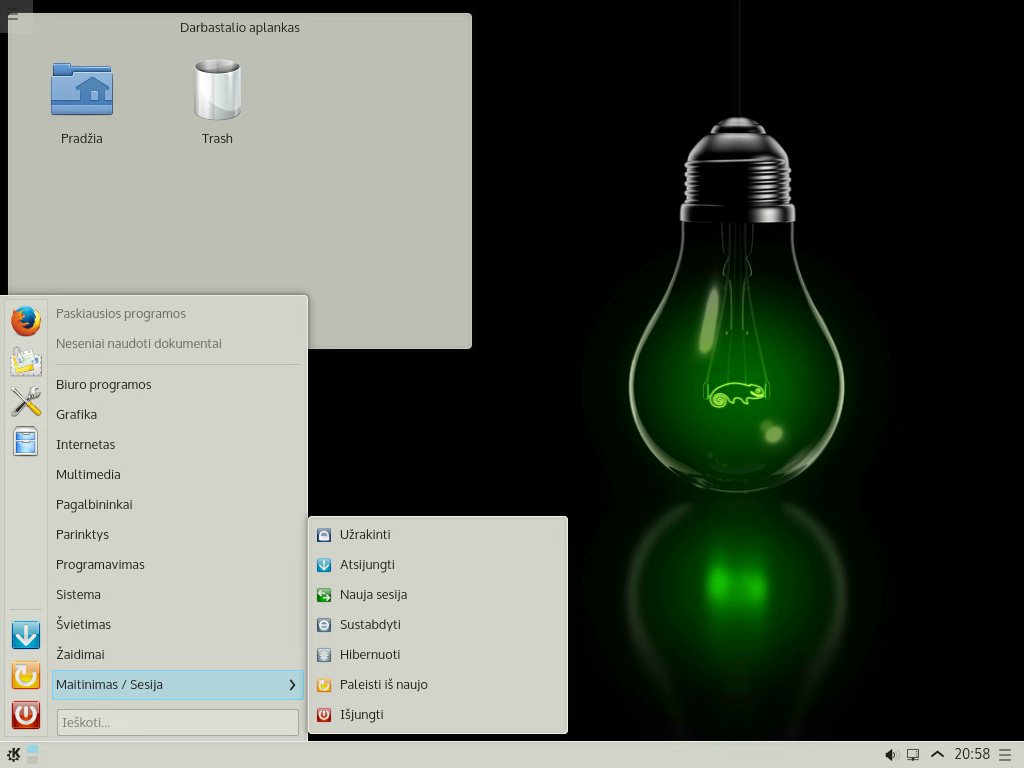 Darbastalio aplankas
Pradžia
Trash
Paskiausios programos
Neseniai naudoti dokumentai
Biuro programos
Grafika
Internetas
Multimedia
Pagalbininkai
Parinktys
Programavimas
Sistema
Švietimas
Žaidimai
Maitinimas / Sesija
Ieškoti...
Užrakinti
Atsijungti
Nauja sesija
Sustabdyti
Hibernuoti
Paleisti iš naujo
Išjungti
20:58